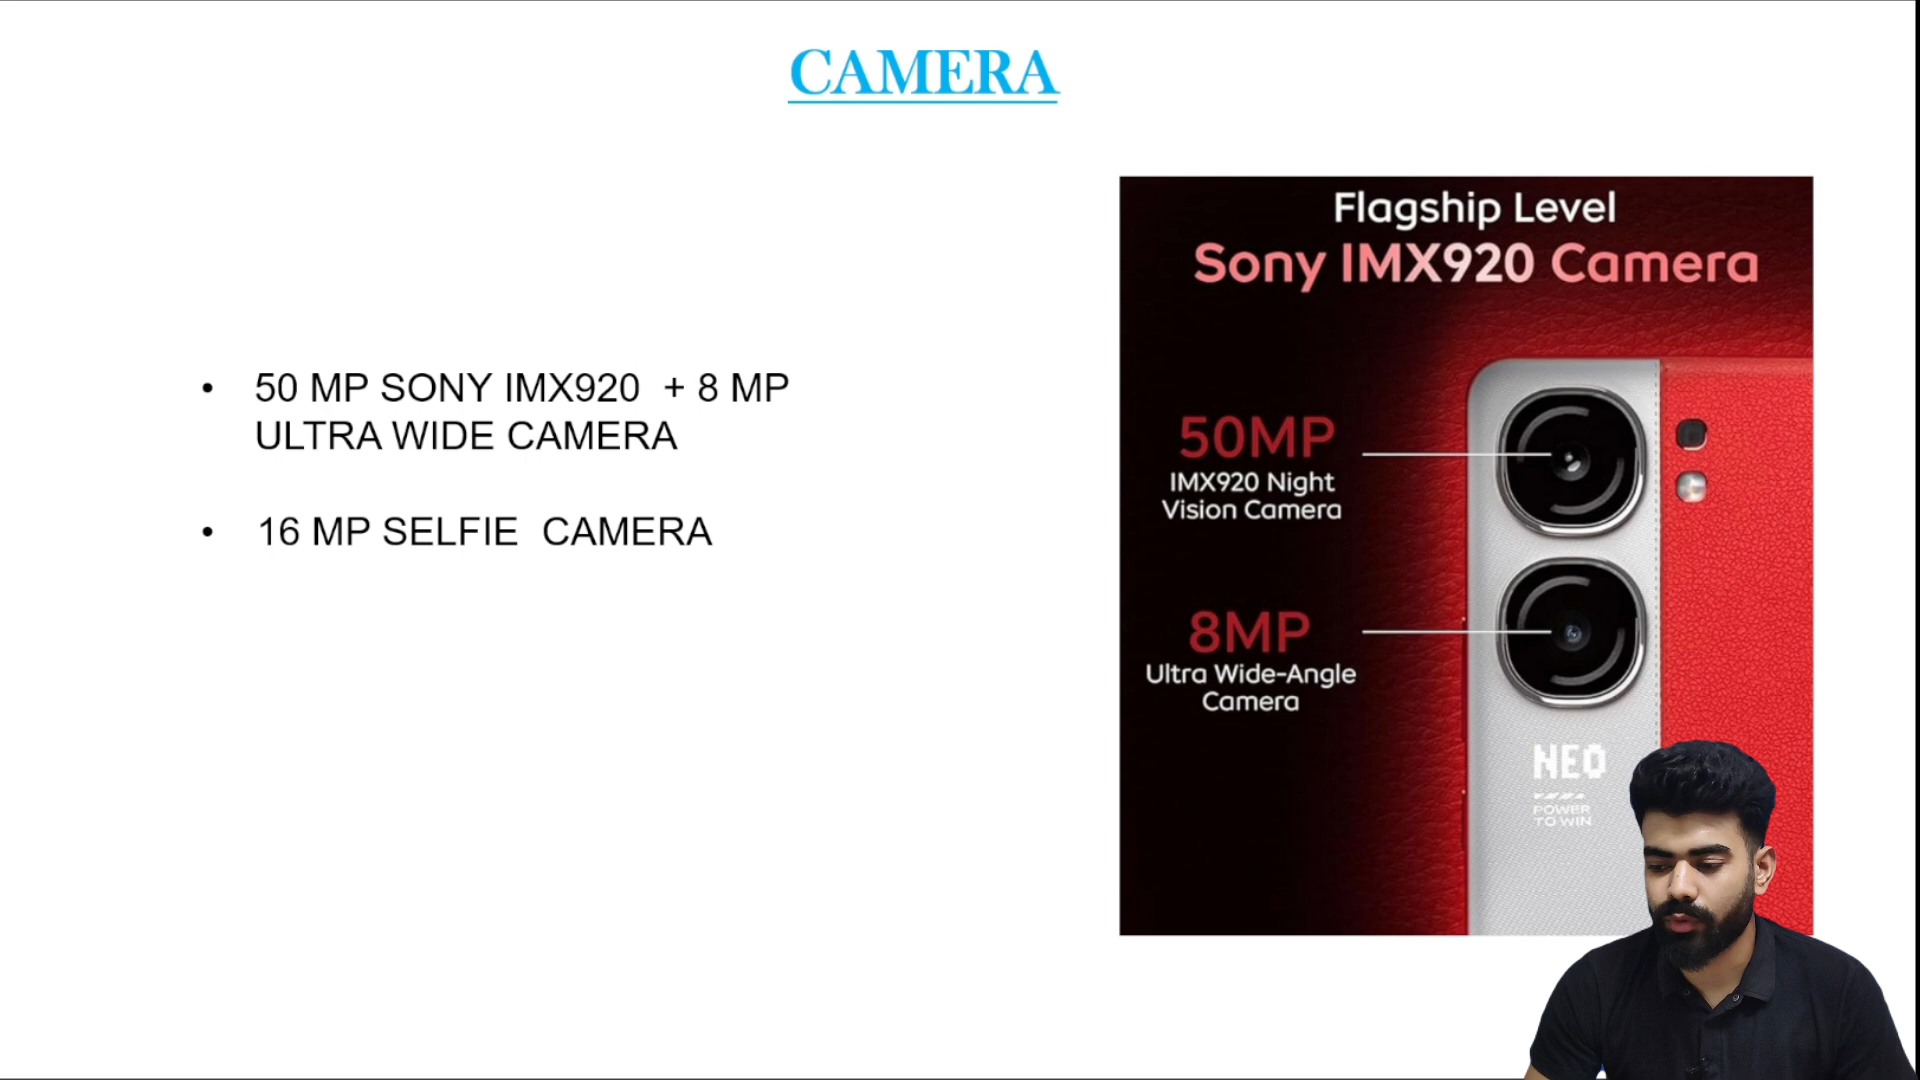 CAMERA
• 50 MP SONY IMX920 + 8 MP
ULTRA WIDE CAMERA
• 16 MP SELFIE CAMERA
Flagship Level
Sony IMX920 Camera
50MP
IMX920 Night
Vision Camera
8MP
Ultra Wide-Angle
Camera
NEO
POWER
TO WIN